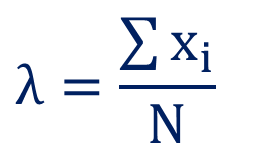 λ = ∑ xᵢ / N